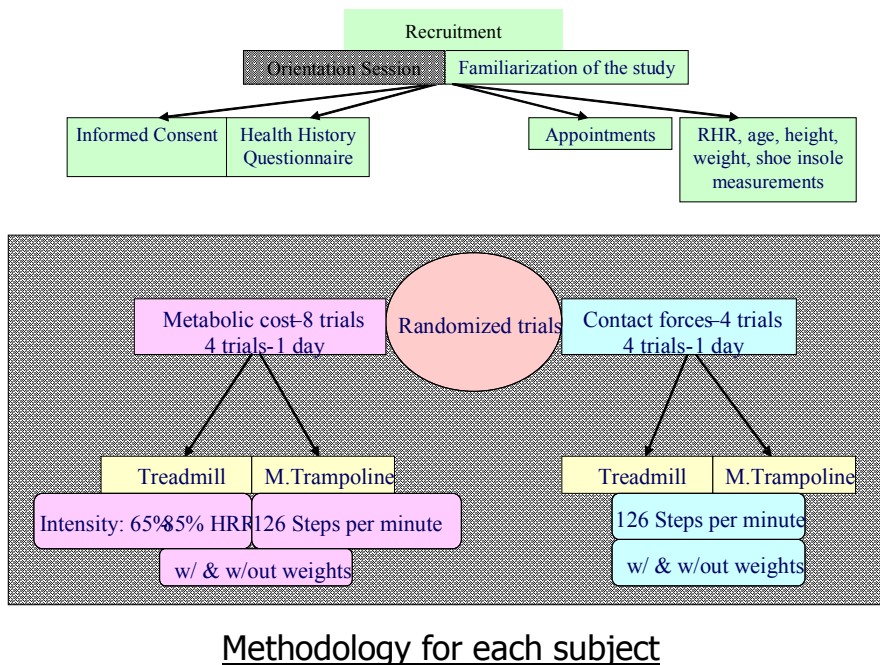 Recruitment
Orientation Session
Familiarization of the study
Informed Consent
Health History
Questionnaire
Appointments
RHR, age, height,
weight, shoe insole
measurements
Metabolic cost–8 trials
4 trials-1 day
Randomized trials
Contact forces–4 trials
4 trials-1 day
Treadmill
M.Trampoline
Treadmill
M.Trampoline
Intensity: 65% 85% HRR
126 Steps per minute
w/ & w/out weights
126 Steps per minute
w/ & w/out weights
Methodology for each subject